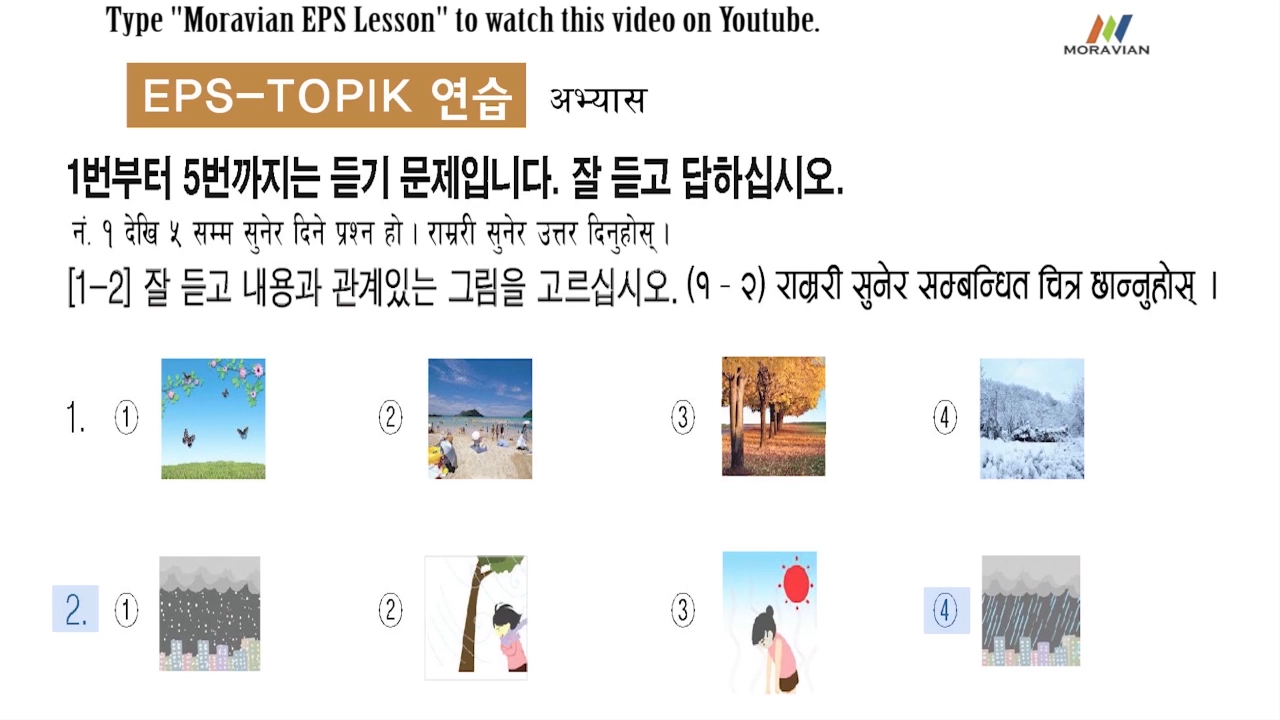 Type "Moravian EPS Lesson" to watch this video on Youtube.
MORAVIAN
EPS-TOPIK 연습 अभ्यास
1번부터 5번까지는 듣기 문제입니다. 잘 듣고 답하십시오.
नं. १ देखि ५ सम्म सुनेर दिने प्रश्न हो । राम्ररी सुनेर उत्तर दिनुहोस् ।
[1-2] 잘 듣고 내용과 관계있는 그림을 고르십시오. (१ - २) राम्ररी सुनेर सम्बन्धित चित्र छान्नुहोस् ।
1. ① ② ③ ④
2. ① ② ③ ④